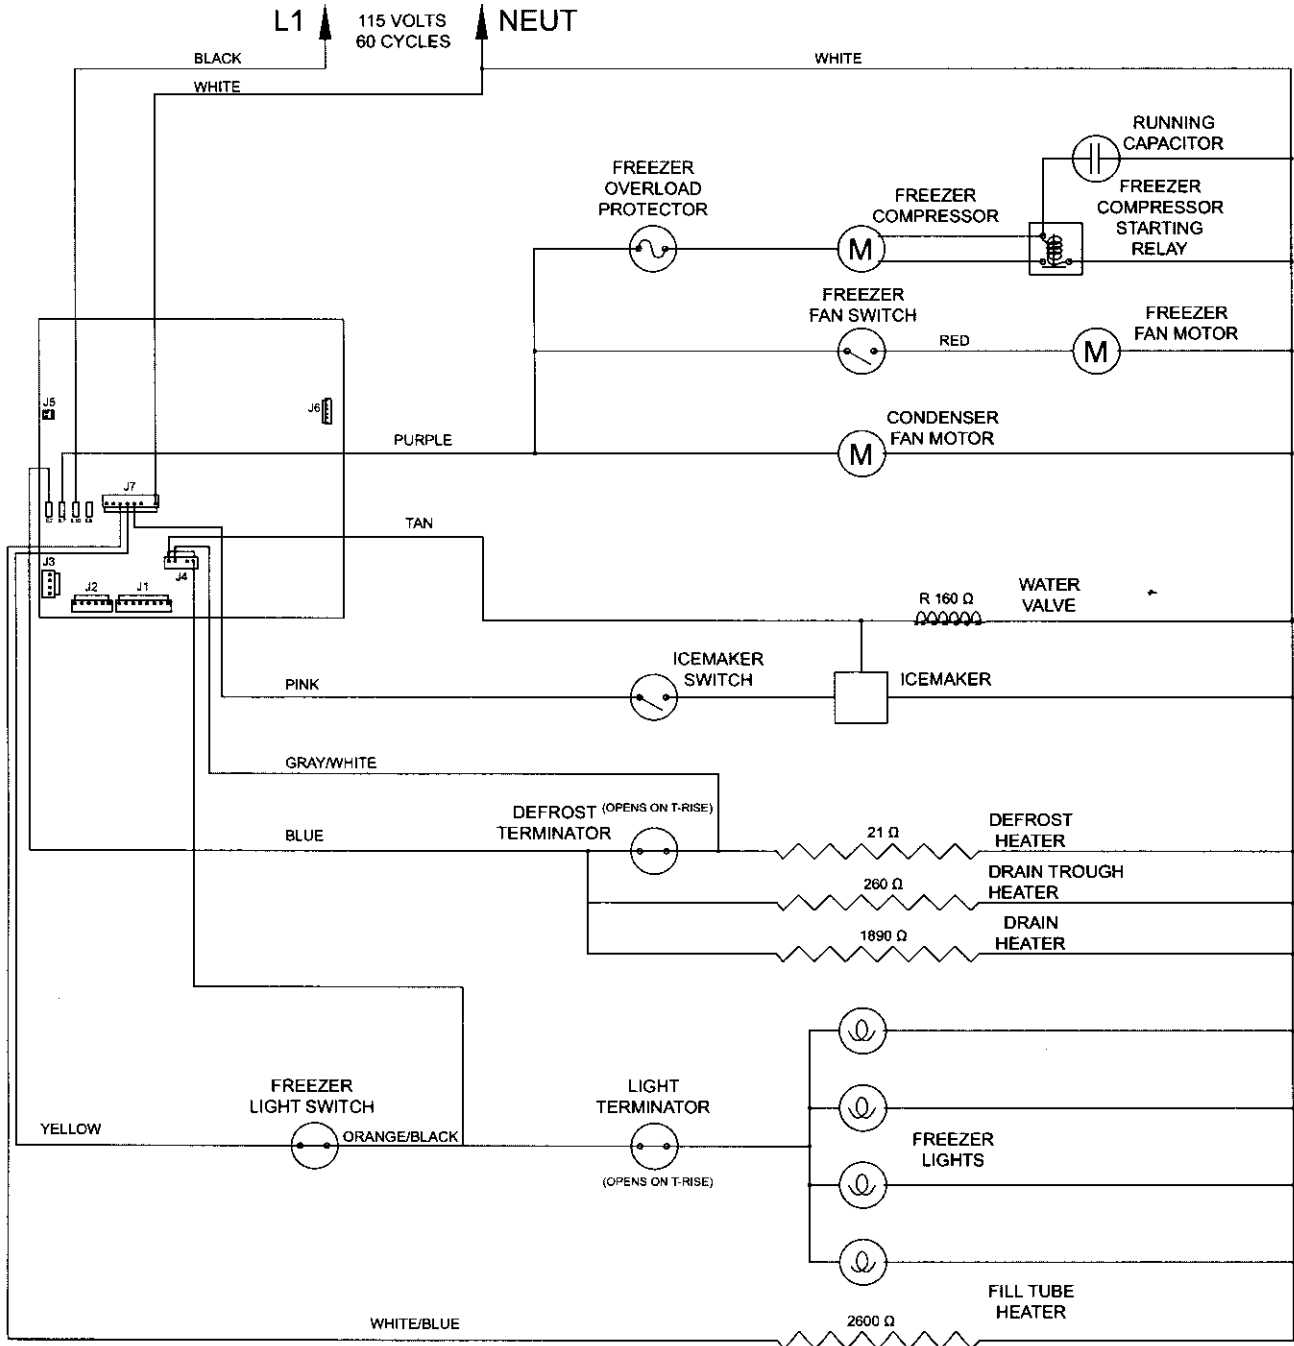 L1
115 VOLTS
60 CYCLES
NEUT
BLACK
WHITE
WHITE
RUNNING
CAPACITOR
FREEZER
OVERLOAD
PROTECTOR
FREEZER
COMPRESSOR
FREEZER
COMPRESSOR
STARTING
RELAY
M
FREEZER
FAN SWITCH
RED
FREEZER
FAN MOTOR
M
J5
J6
PURPLE
CONDENSER
FAN MOTOR
M
J7
TAN
J3
J4
J2
J1
R 160 Ω
WATER
VALVE
ICEMAKER
SWITCH
PINK
ICEMAKER
GRAY/WHITE
DEFROST
TERMINATOR
(OPENS ON T-RISE)
BLUE
21 Ω
DEFROST
HEATER
260 Ω
DRAIN TROUGH
HEATER
1890 Ω
DRAIN
HEATER
FREEZER
LIGHT SWITCH
LIGHT
TERMINATOR
YELLOW
ORANGE/BLACK
(OPENS ON T-RISE)
FREEZER
LIGHTS
FILL TUBE
HEATER
WHITE/BLUE
2600 Ω